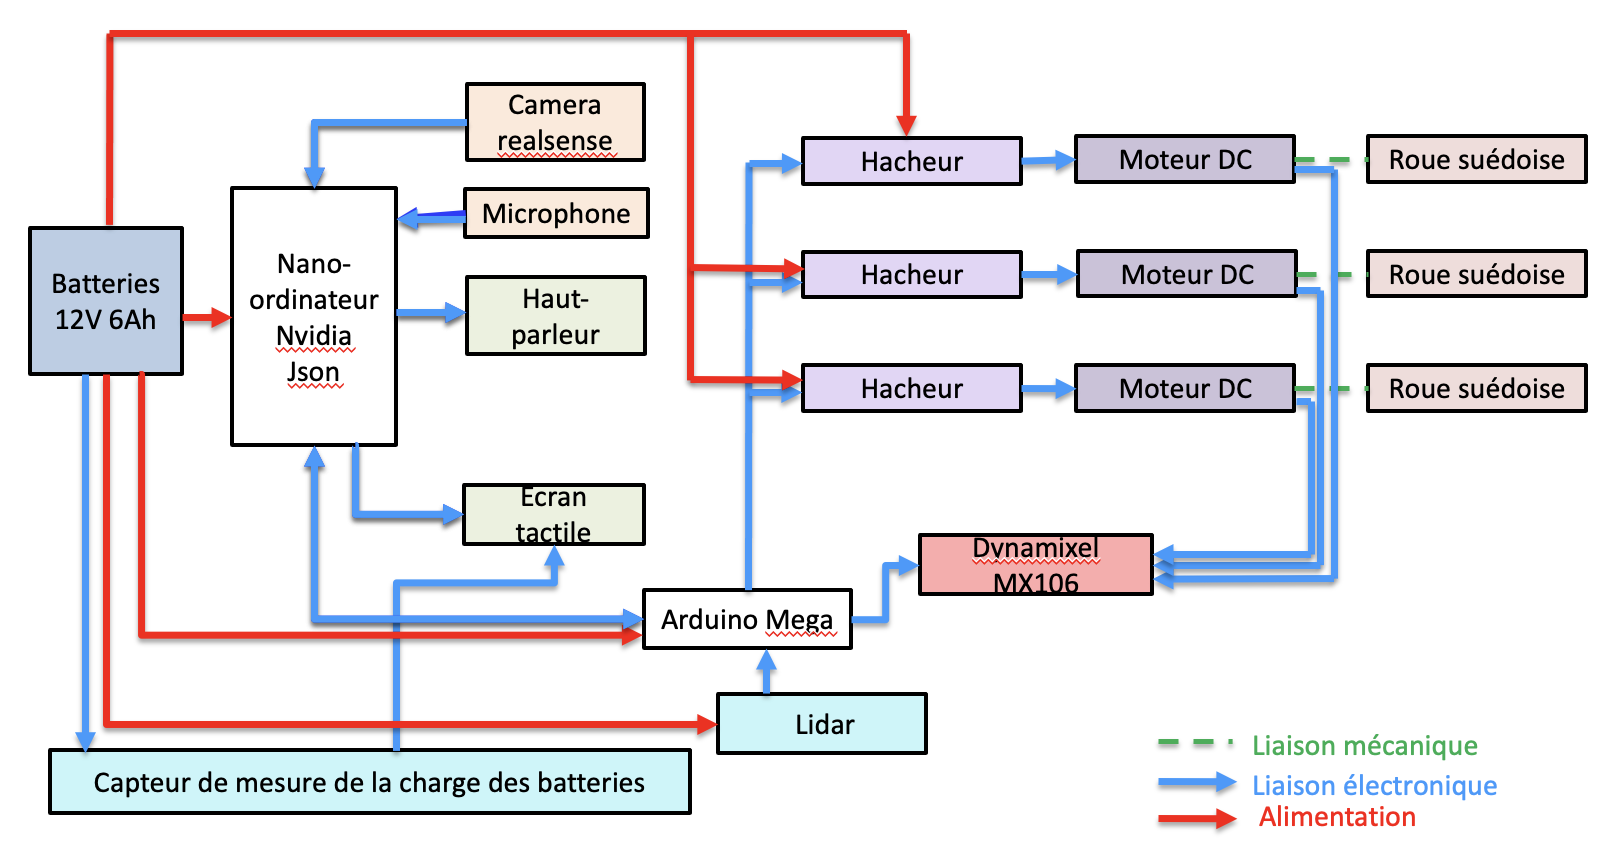 Camera
realsense
Hacheur
Moteur DC
Roue suédoise
Microphone
Batteries
12V 6Ah
Nano-
ordinateur
Nvidia
Json
Haut-
parleur
Hacheur
Moteur DC
Roue suédoise
Hacheur
Moteur DC
Roue suédoise
Ecran
tactile
Dynamixel
MX106
Arduino Mega
Lidar
Capteur de mesure de la charge des batteries
Liaison mécanique
Liaison électronique
Alimentation